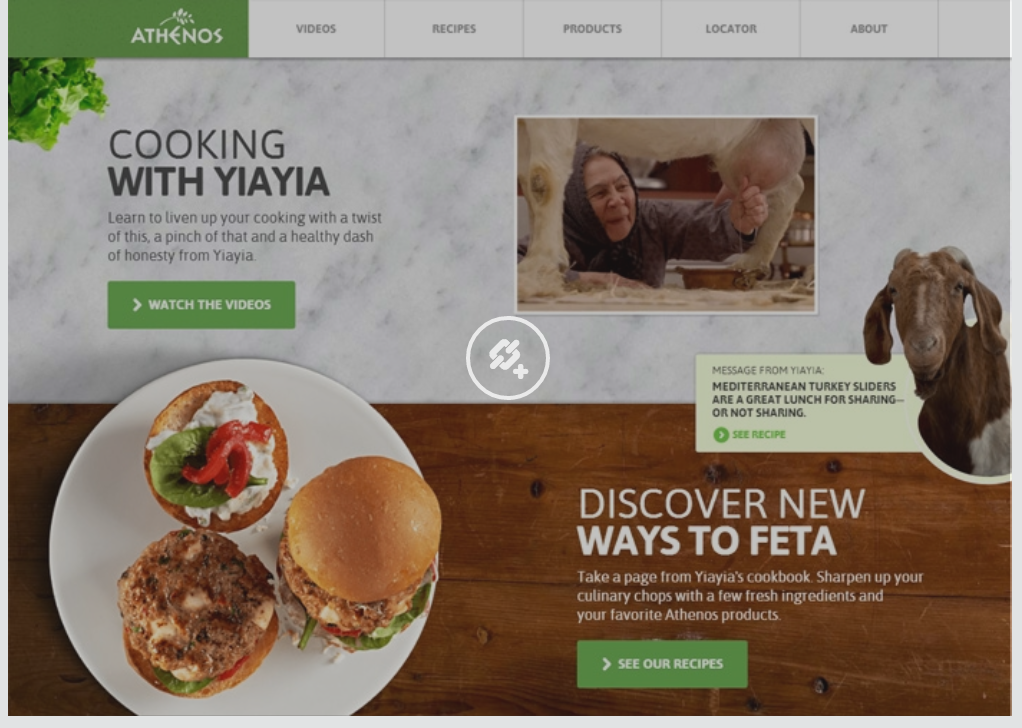 ATHENOS
VIDEOS
RECIPES
PRODUCTS
LOCATOR
ABOUT
COOKING
WITH YIAYIA
Learn to liven up your cooking with a twist
of this, a pinch of that and a healthy dash
of honesty from Yiayia.
WATCH THE VIDEOS
MESSAGE FROM YIAYIA:
MEDITERRANEAN TURKEY SLIDERS
ARE A GREAT LUNCH FOR SHARING—
OR NOT SHARING.
SEE RECIPE
DISCOVER NEW
WAYS TO FETA
Take a page from Yiayia's cookbook. Sharpen up your
culinary chops with a few fresh ingredients and
your favorite Athenos products.
SEE OUR RECIPES